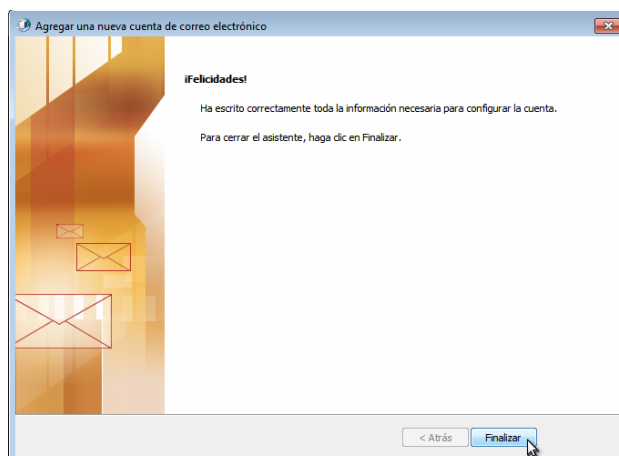 Agregar una nueva cuenta de correo electrónico
¡Felicidades!
Ha escrito correctamente toda la información necesaria para configurar la cuenta.
Para cerrar el asistente, haga clic en Finalizar.
< Atrás
Finalizar